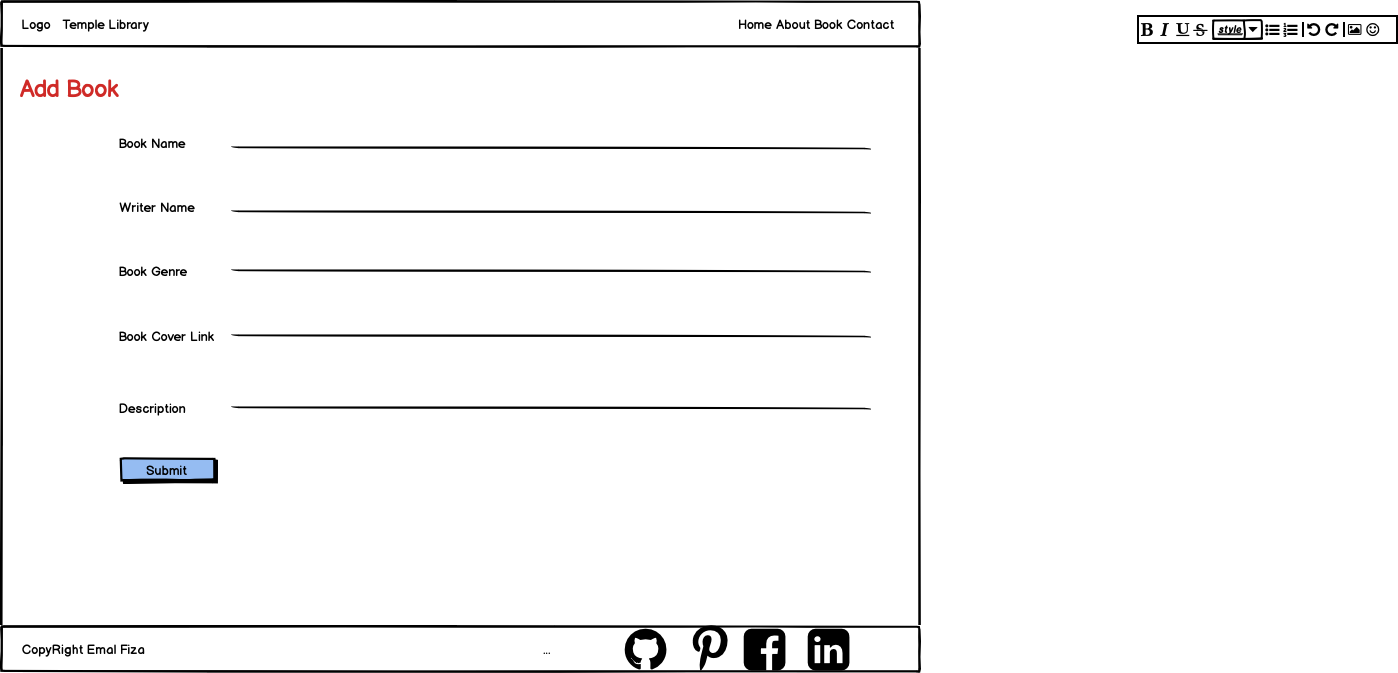 Logo Temple Library
Home About Book Contact
B I U S style
Add Book
Book Name
Writer Name
Book Genre
Book Cover Link
Description
Submit
CopyRight Emal Fiza
...